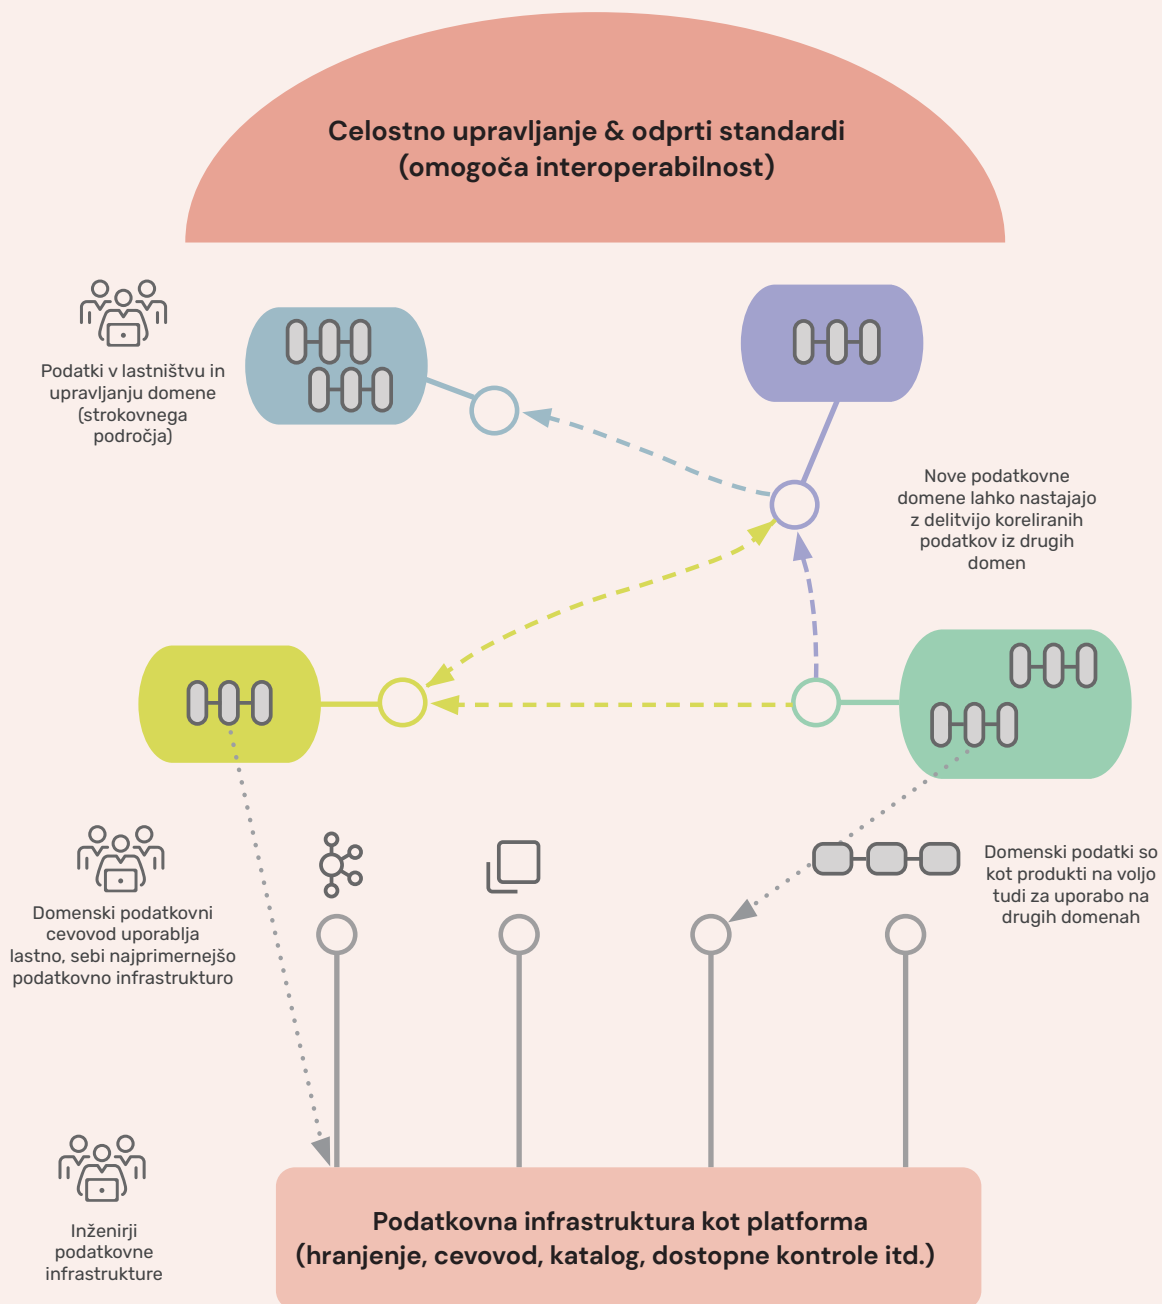 Celostno upravljanje & odprti standardi
(omogoča interoperabilnost)
Podatki v lastništvu in
upravljanju domene
(strokovnega
področja)
Nove podatkovne
domene lahko nastajajo
z delitvijo koreliranih
podatkov iz drugih
domen
Domenski podatki so
kot produkti na voljo
tudi za uporabo na
drugih domenah
Domenski podatkovni
cevovod uporablja
lastno, sebi najprimernejšo
podatkovno infrastrukturo
Inženirji
podatkovne
infrastrukture
Podatkovna infrastruktura kot platforma
(hranjenje, cevovod, katalog, dostopne kontrole itd.)